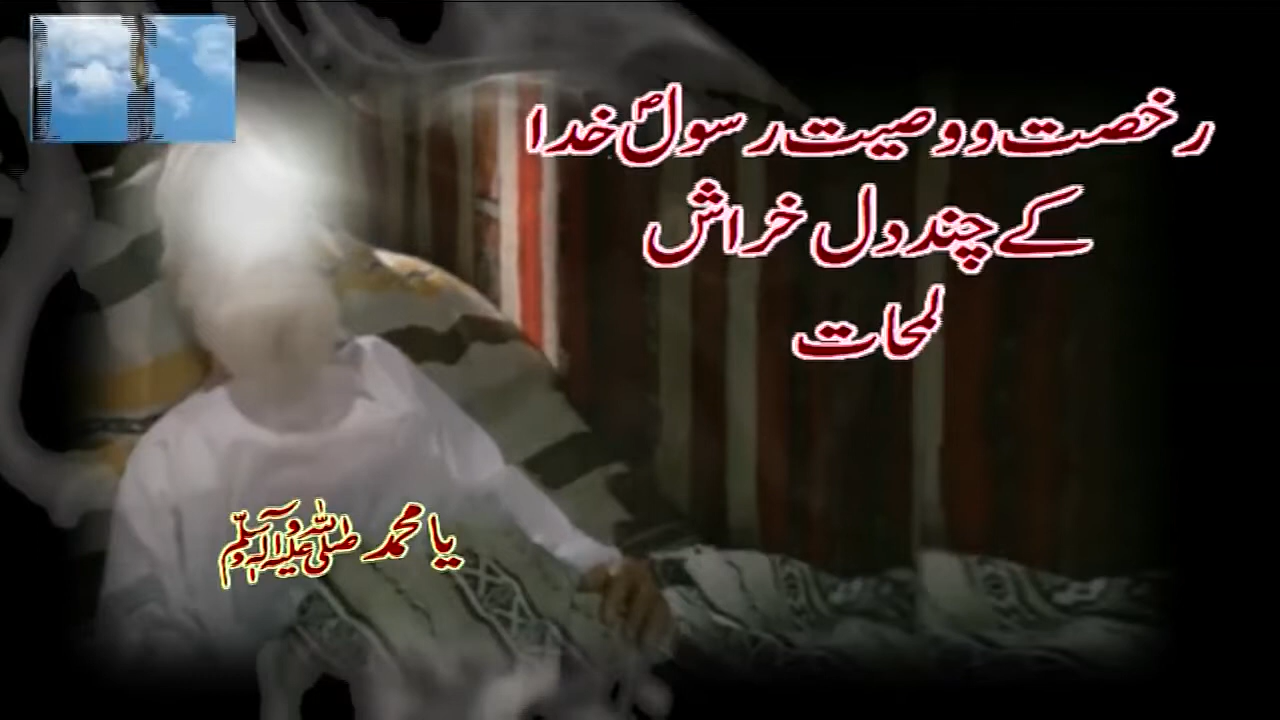 رخصت و وصیت رسولؐ خدا
کے چند دل خراش
لمحات
یا محمد صلی اللہ علیہ وآلہ وسلم